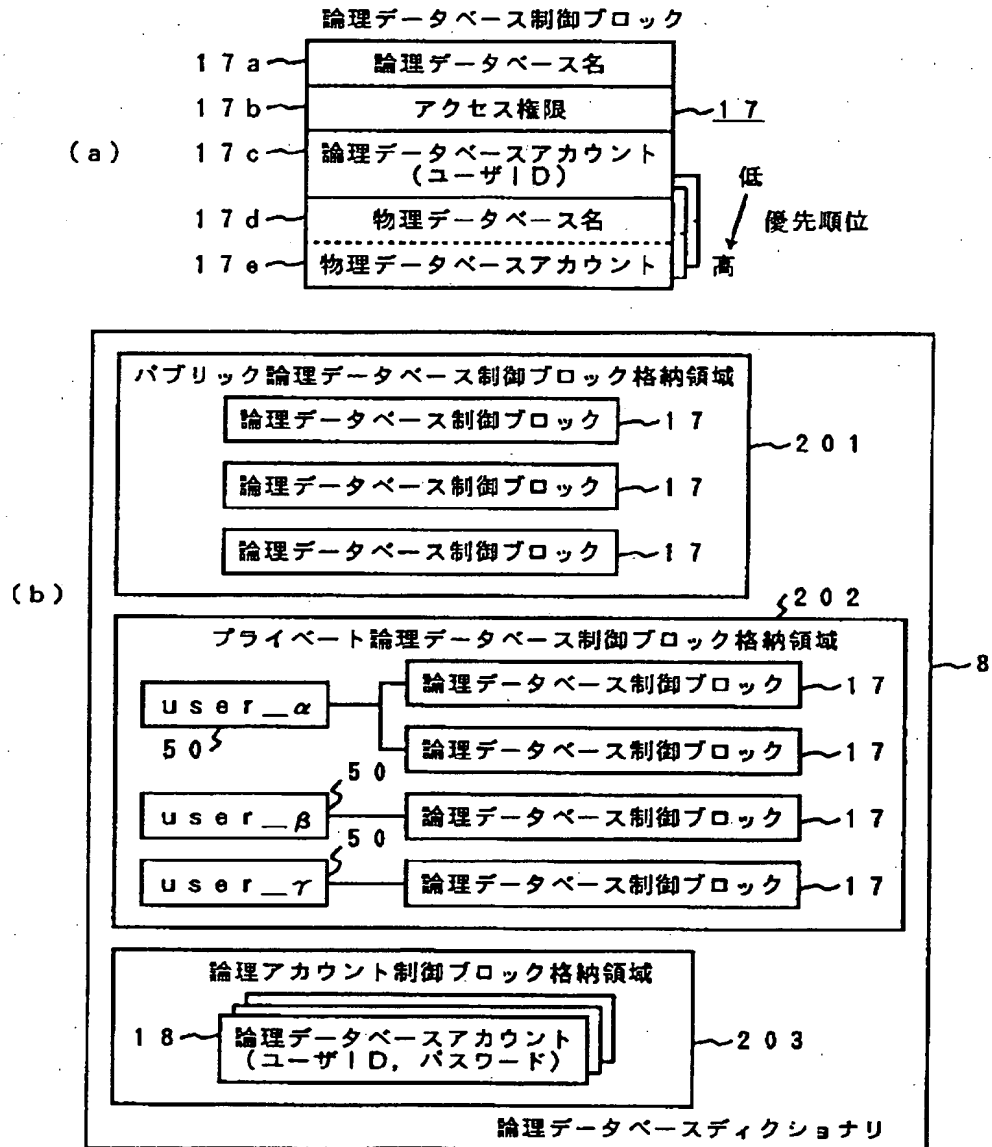 論理データベース制御ブロック
17a 論理データベース名
17b アクセス権限 17
(a) 17c 論理データベースアカウント
(ユーザID) 低
17d 物理データベース名 優先順位
17e 物理データベースアカウント 高
パブリック論理データベース制御ブロック格納領域
論理データベース制御ブロック 17
201
論理データベース制御ブロック 17
論理データベース制御ブロック 17
(b)
202
プライベート論理データベース制御ブロック格納領域
8
論理データベース制御ブロック 17
user_α
50
論理データベース制御ブロック 17
50
user_β 論理データベース制御ブロック 17
50
user_γ 論理データベース制御ブロック 17
論理アカウント制御ブロック格納領域
18 論理データベースアカウント 203
(ユーザID, パスワード)
論理データベースディクショナリ